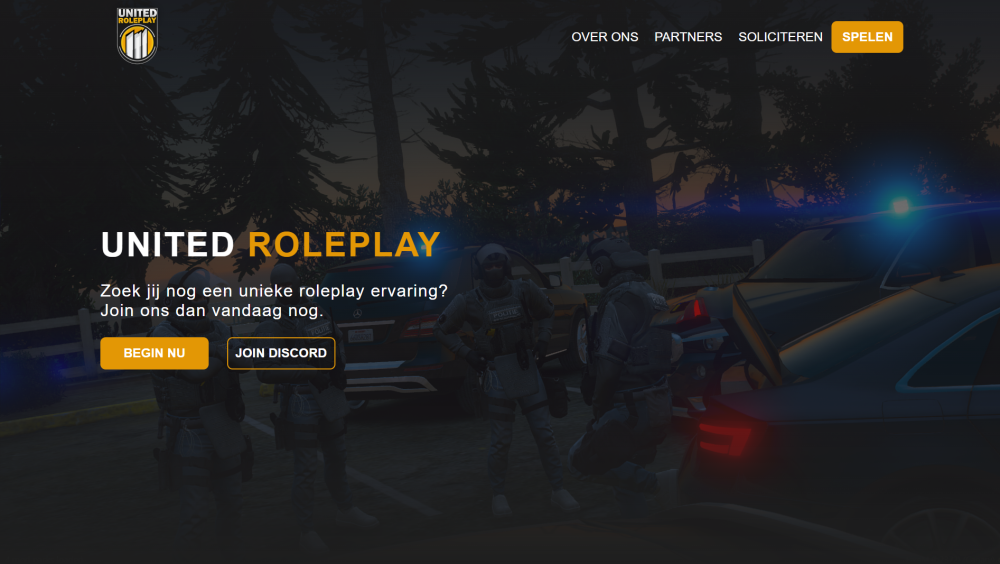 UNITED
ROLEPLAY
OVER ONS
PARTNERS
SOLICITEREN
SPELEN
UNITED ROLEPLAY
Zoek jij nog een unieke roleplay ervaring?
Join ons dan vandaag nog.
BEGIN NU
JOIN DISCORD